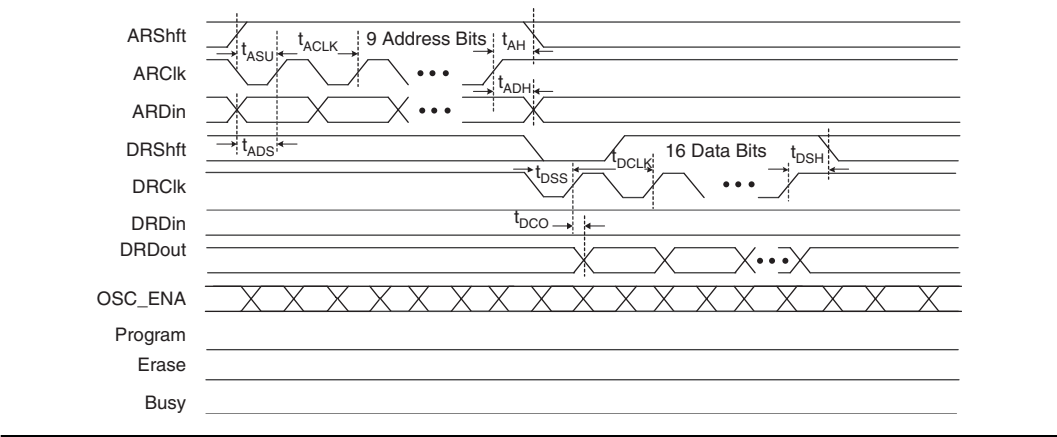 ARShft
tASU
tACLK
9 Address Bits
tAH
ARClk
tADH
ARDin
tADS
DRShft
tDCLK
16 Data Bits
tDSH
tDSS
DRClk
DRDin
tDCO
DRDout
OSC_ENA
Program
Erase
Busy